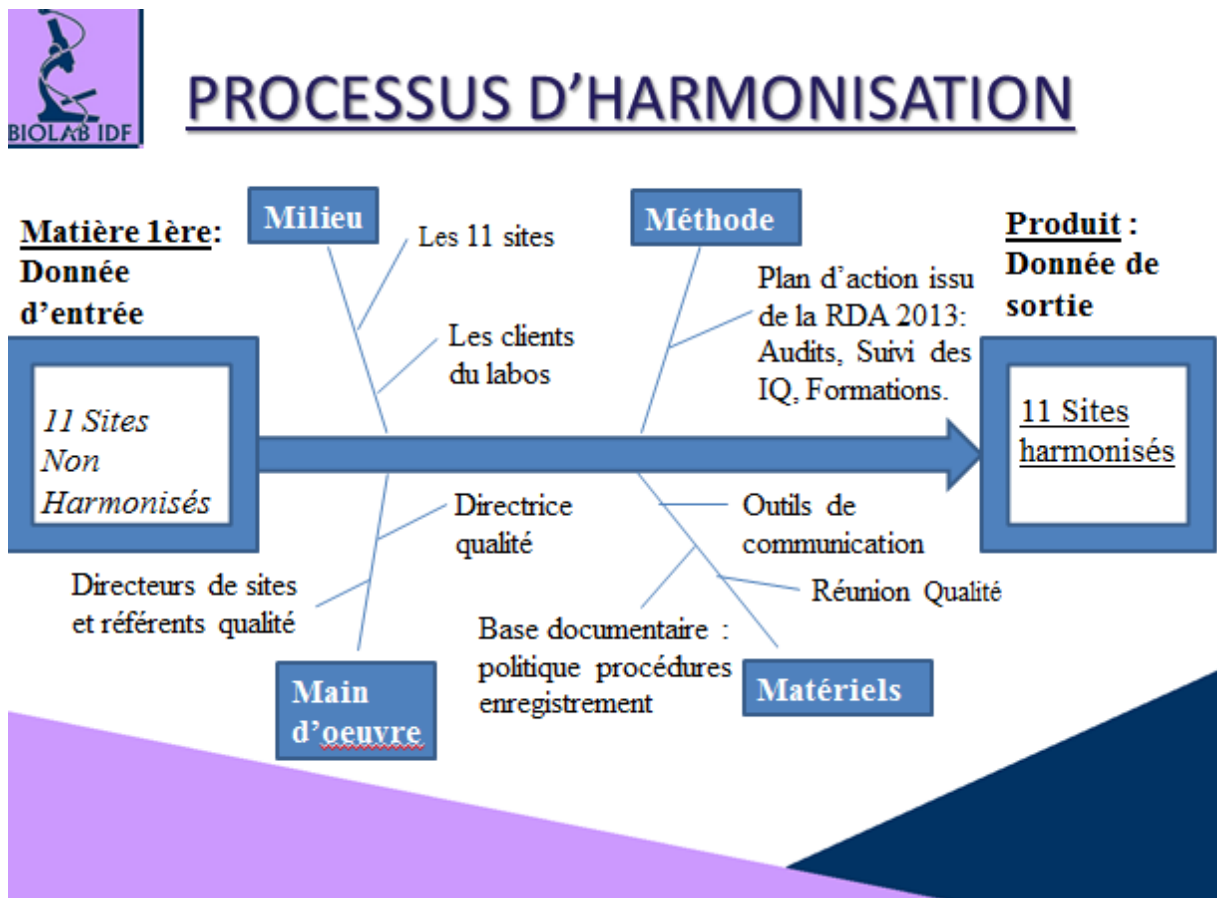 BIOLAB IDF
PROCESSUS D'HARMONISATION
Matière 1ère:
Donnée
d'entrée
Milieu
Les 11 sites
Les clients
du labos
Méthode
Plan d'action issu
de la RDA 2013:
Audits, Suivi des
IQ, Formations.
Produit :
Donnée de
sortie
11 Sites
Non
Harmonisés
11 Sites
harmonisés
Directrice
qualité
Directeurs de sites
et référents qualité
Main
d'oeuvre
Outils de
communication
Réunion Qualité
Base documentaire :
politique procédures
enregistrement
Matériels